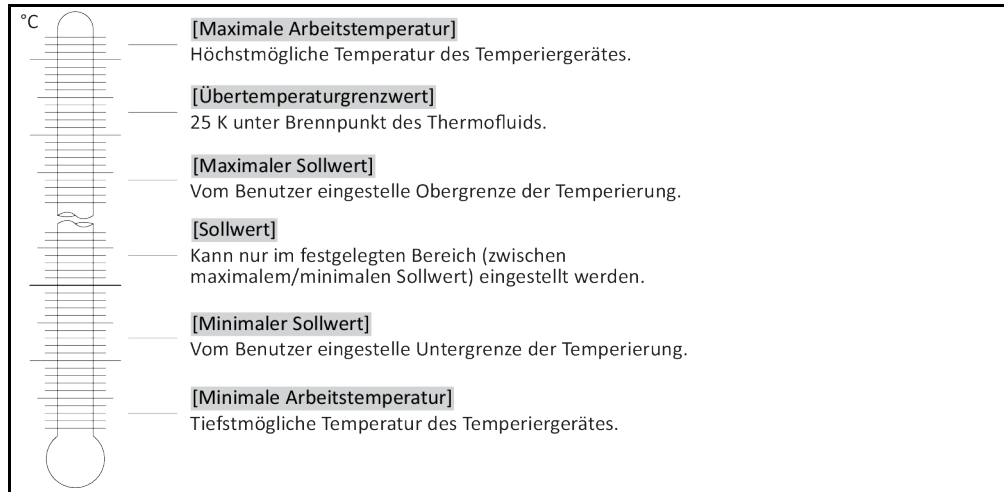 °C
[Maximale Arbeitstemperatur]
Höchstmögliche Temperatur des Temperiergerätes.
[Übertemperaturgrenzwert]
25 K unter Brennpunkt des Thermofluids.
[Maximaler Sollwert]
Vom Benutzer eingestelle Obergrenze der Temperierung.
[Sollwert]
Kann nur im festgelegten Bereich (zwischen
maximalem/minimalen Sollwert) eingestellt werden.
[Minimaler Sollwert]
Vom Benutzer eingestelle Untergrenze der Temperierung.
[Minimale Arbeitstemperatur]
Tiefstmögliche Temperatur des Temperiergerätes.